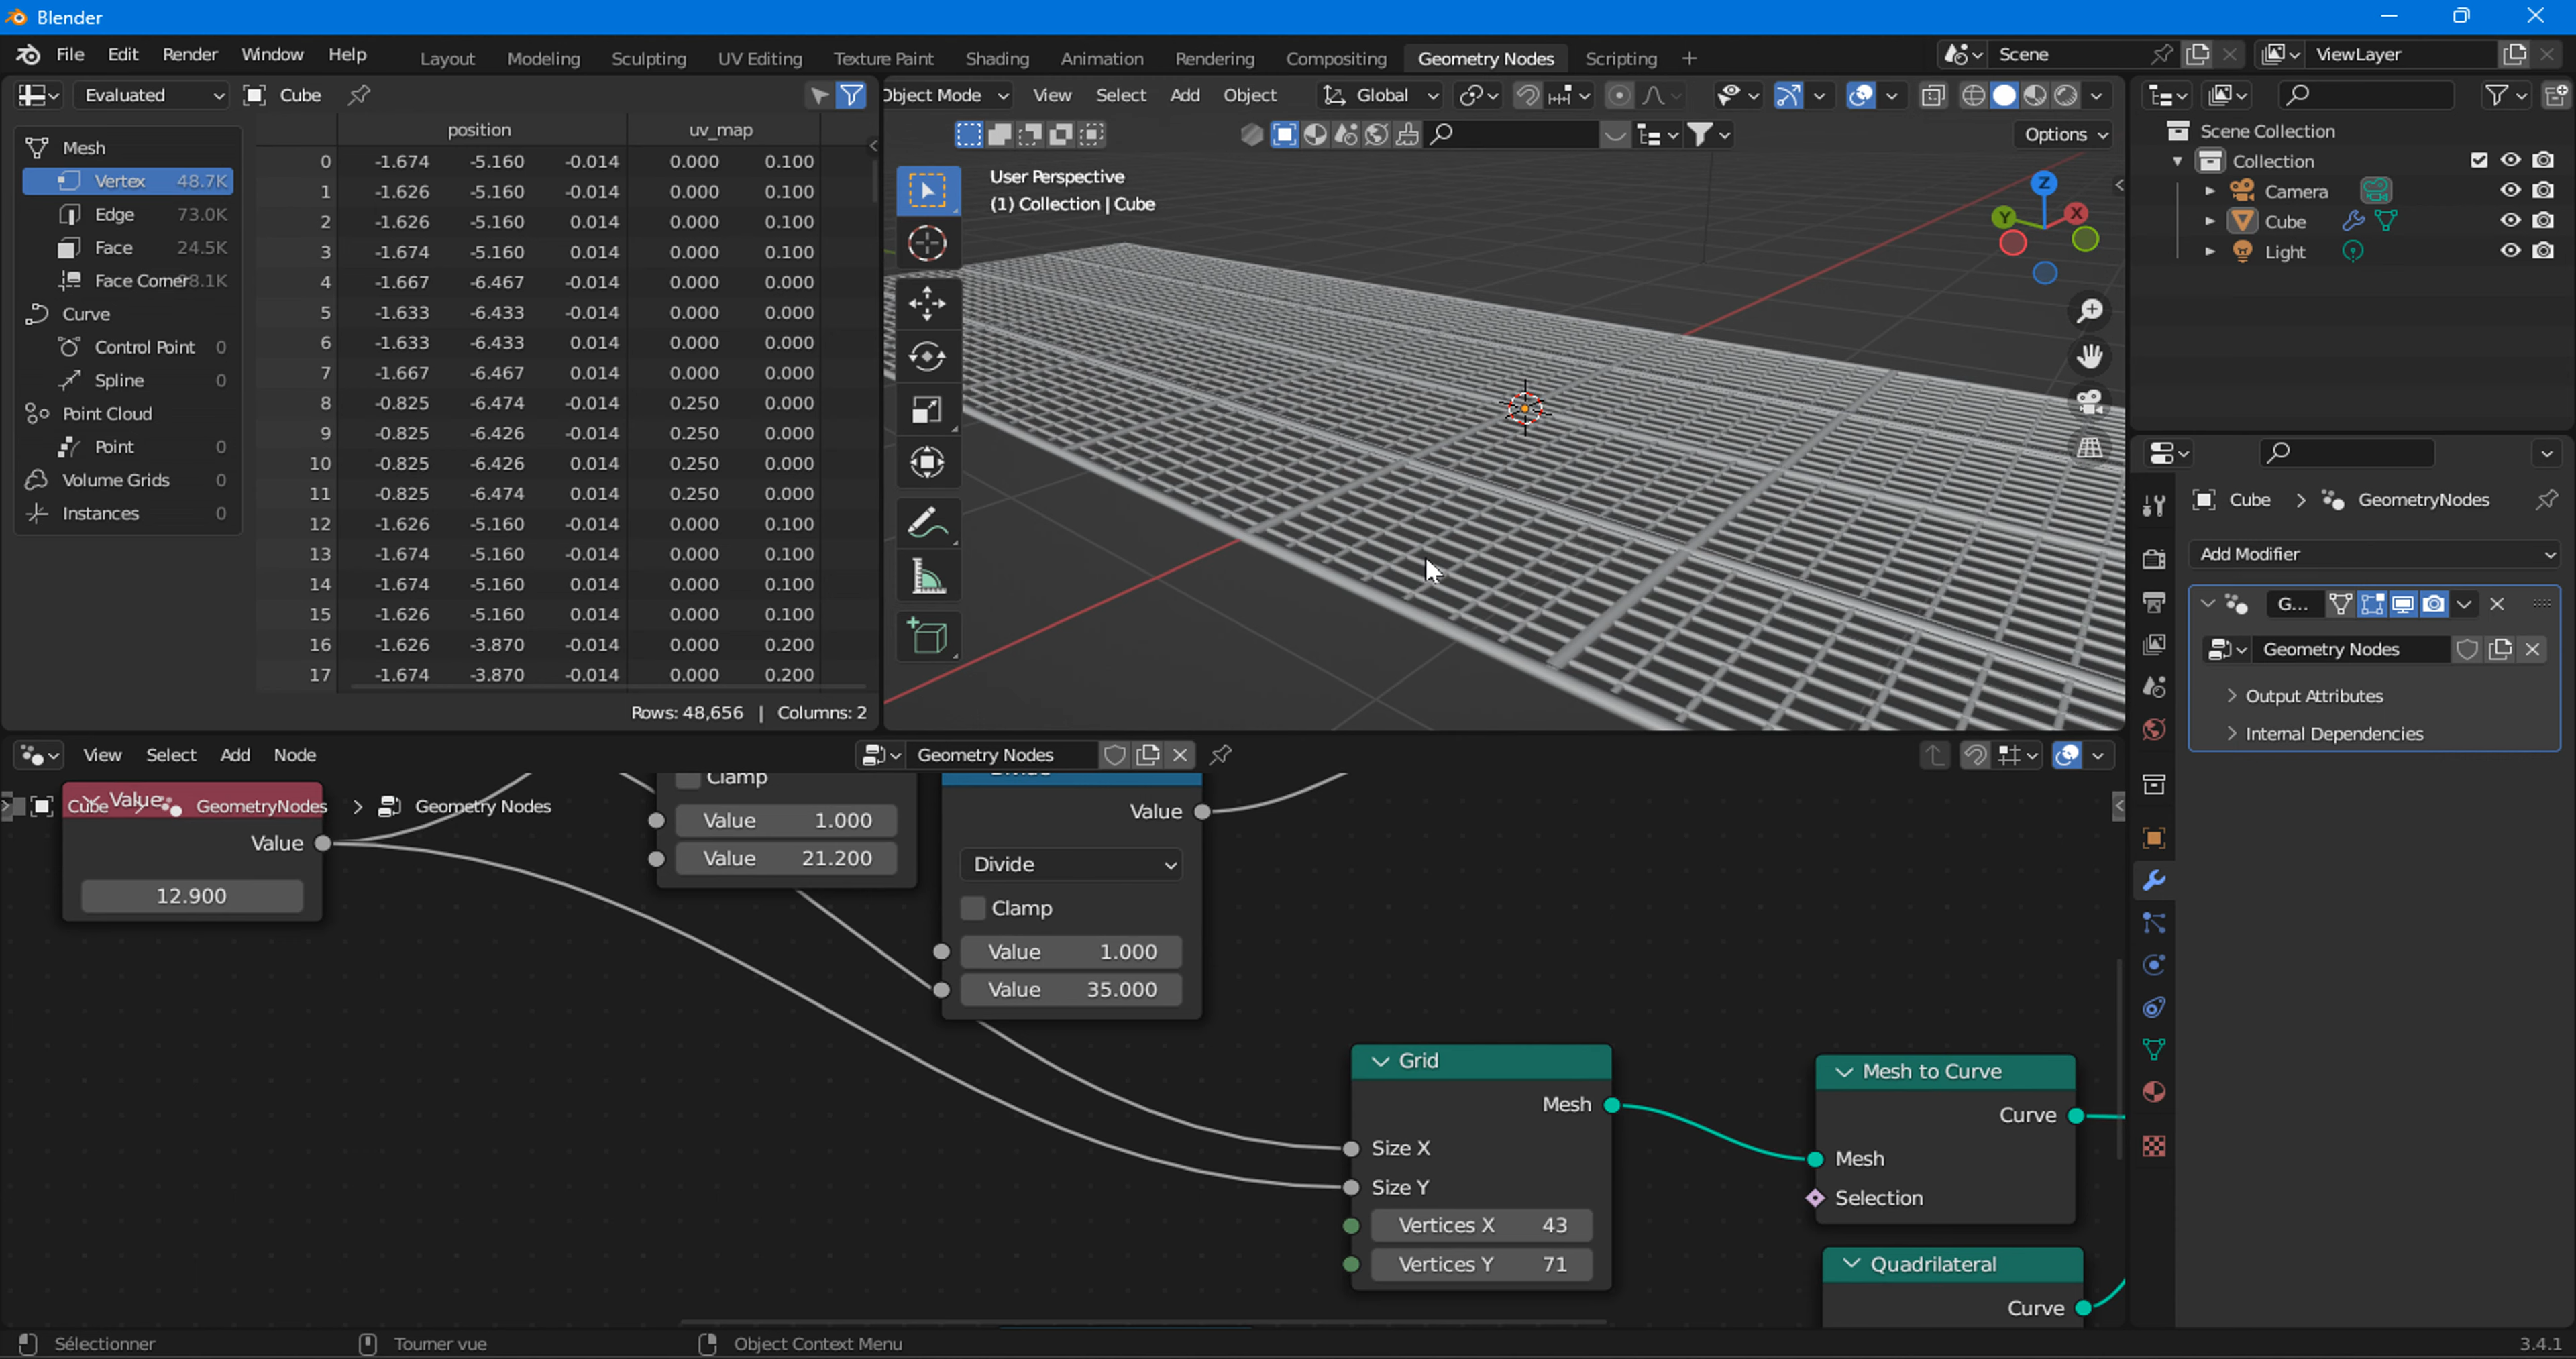 Blender
File Edit Render Window Help Layout Modeling Sculpting UV Editing Texture Paint Shading Animation Rendering Compositing Geometry Nodes Scripting + Scene ViewLayer
Evaluated Cube
position uv_map
Mesh
Vertex 48.7K
Edge 73.0K
Face 24.5K
Face Corner 8.1K
Curve
Control Point 0
Spline 0
Point Cloud
Point 0
Volume Grids 0
Instances 0
0 -1.674 -5.160 -0.014 0.000 0.100
1 -1.626 -5.160 -0.014 0.000 0.100
2 -1.626 -5.160 0.014 0.000 0.100
3 -1.674 -5.160 0.014 0.000 0.100
4 -1.667 -6.467 -0.014 0.000 0.000
5 -1.633 -6.433 -0.014 0.000 0.000
6 -1.633 -6.433 0.014 0.000 0.000
7 -1.667 -6.467 0.014 0.000 0.000
8 -0.825 -6.474 -0.014 0.250 0.000
9 -0.825 -6.426 -0.014 0.250 0.000
10 -0.825 -6.426 0.014 0.250 0.000
11 -0.825 -6.474 0.014 0.250 0.000
12 -1.626 -5.160 -0.014 0.000 0.100
13 -1.674 -5.160 -0.014 0.000 0.100
14 -1.674 -5.160 0.014 0.000 0.100
15 -1.626 -5.160 0.014 0.000 0.100
16 -1.626 -3.870 -0.014 0.000 0.200
17 -1.674 -3.870 -0.014 0.000 0.200
Rows: 48,656 | Columns: 2
Object Mode View Select Add Object Global
Options
User Perspective
(1) Collection | Cube
Z
Y
X
Scene Collection
Collection
Camera
Cube
Light
Cube > GeometryNodes
Add Modifier
G...
Geometry Nodes
Output Attributes
Internal Dependencies
View Select Add Node Geometry Nodes
Cube > GeometryNodes > Geometry Nodes
Value
Value
12.900
Clamp
Value 1.000
Value 21.200
Divide
Value
Divide
Clamp
Value 1.000
Value 35.000
Grid
Mesh
Size X
Size Y
Vertices X 43
Vertices Y 71
Mesh to Curve
Curve
Mesh
Selection
Quadrilateral
Curve
Sélectionner Tourner vue Object Context Menu 3.4.1